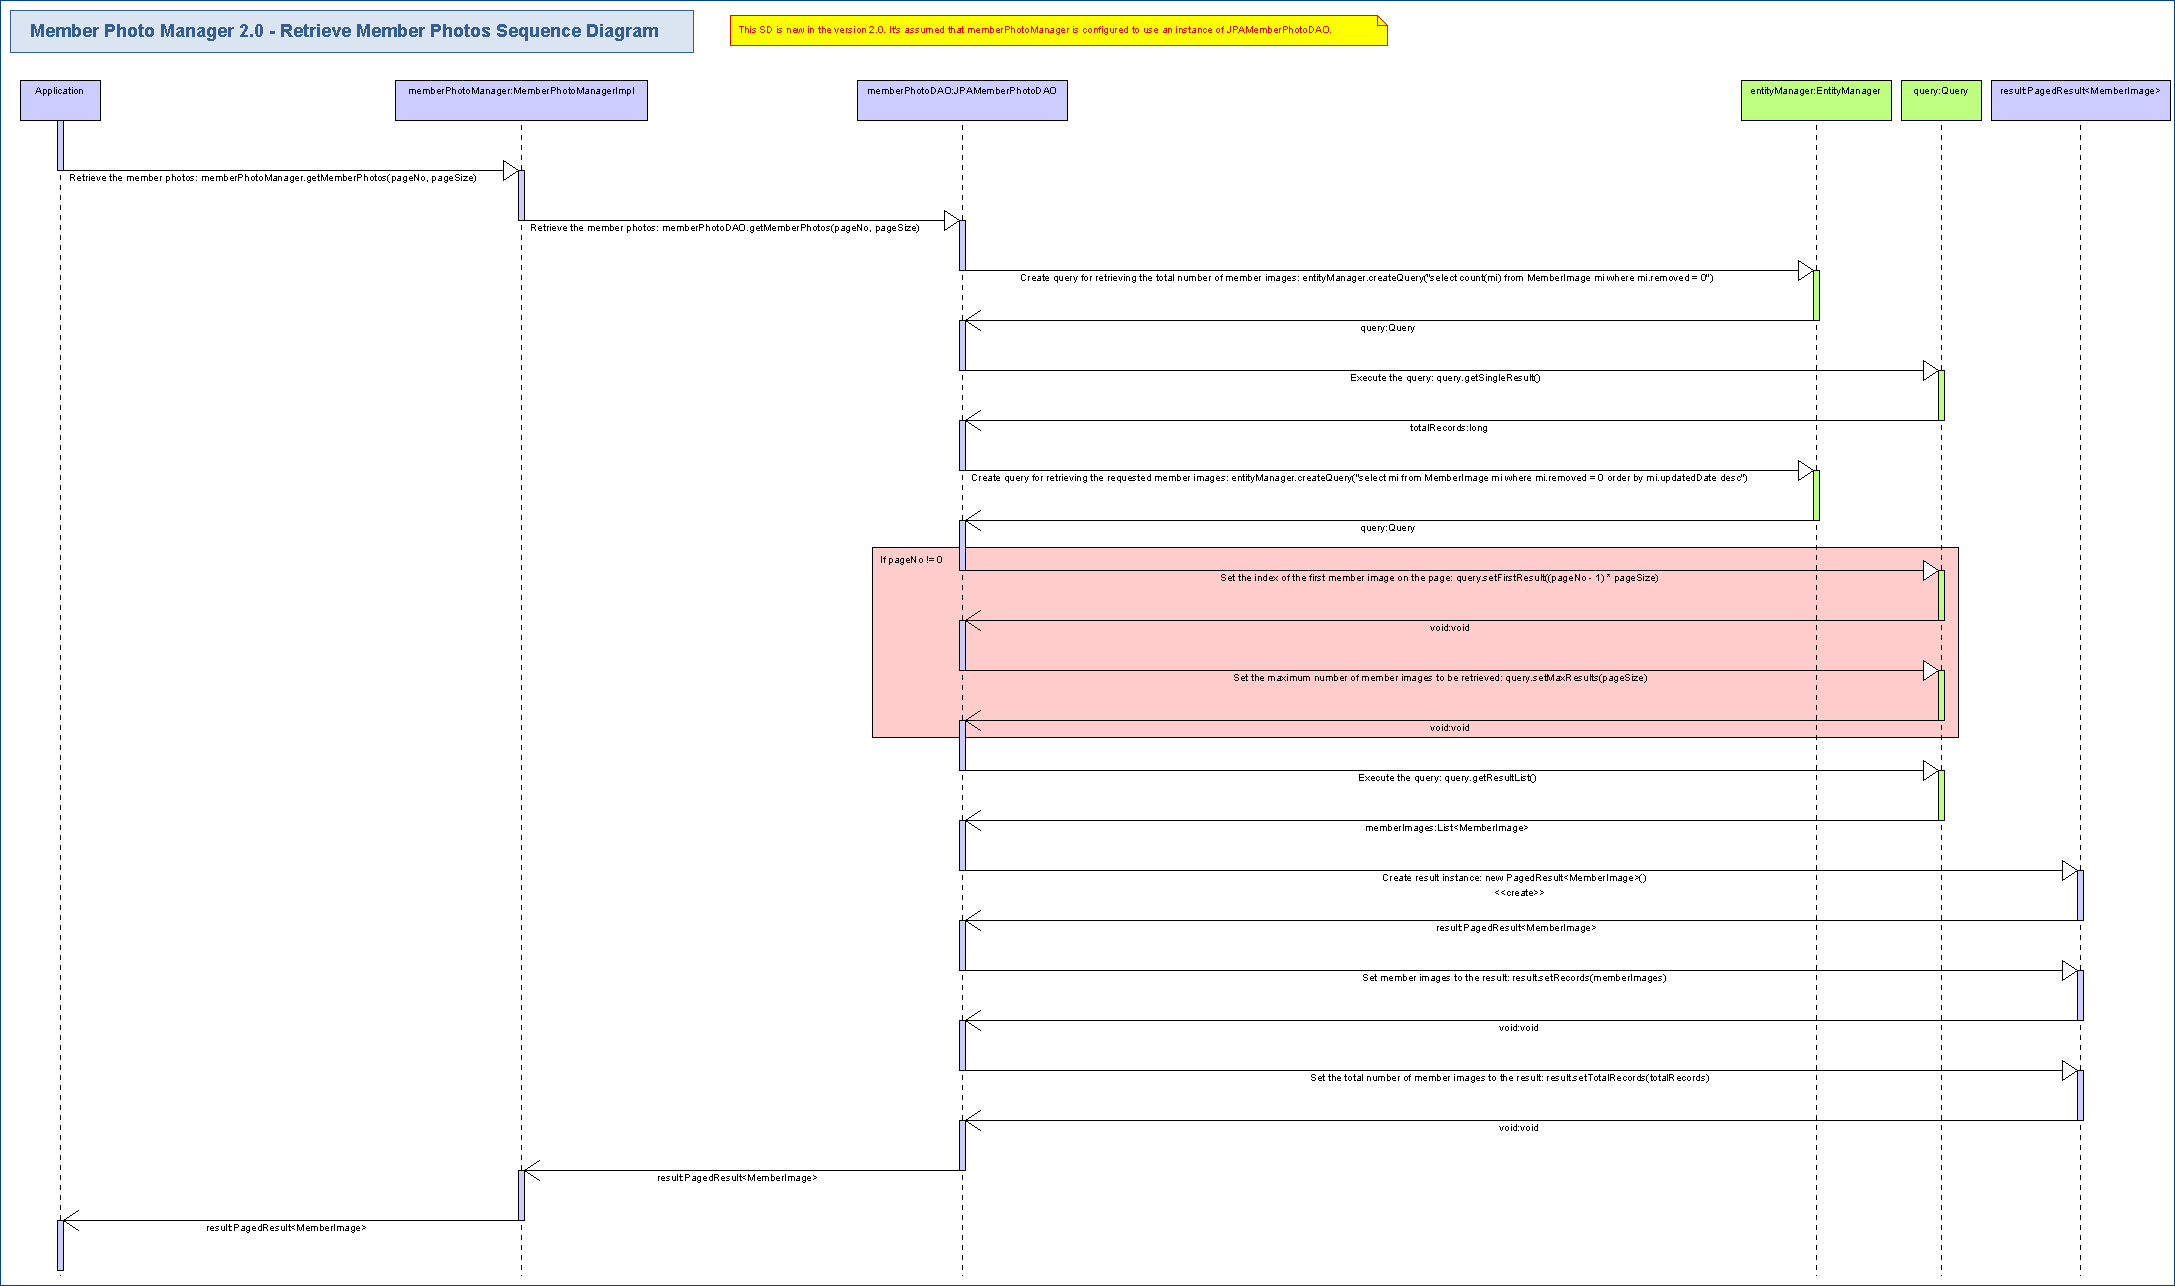 Member Photo Manager 2.0 - Retrieve Member Photos Sequence Diagram
This SD is new in the version 2.0. It's assumed that memberPhotoManager is configured to use an instance of JPAMemberPhotoDAO.
Application
memberPhotoManager:MemberPhotoManagerImpl
memberPhotoDAO:JPAMemberPhotoDAO
entityManager:EntityManager
query:Query
result:PagedResult<MemberImage>
Retrieve the member photos: memberPhotoManager.getMemberPhotos(pageNo, pageSize)
Retrieve the member photos: memberPhotoDAO.getMemberPhotos(pageNo, pageSize)
Create query for retrieving the total number of member images: entityManager.createQuery("select count(mi) from MemberImage mi where mi.removed = 0")
query:Query
Execute the query: query.getSingleResult()
totalRecords:long
Create query for retrieving the requested member images: entityManager.createQuery("select mi from MemberImage mi where mi.removed = 0 order by mi.updatedDate desc")
query:Query
If pageNo != 0
Set the index of the first member image on the page: query.setFirstResult((pageNo - 1) * pageSize)
void:void
Set the maximum number of member images to be retrieved: query.setMaxResults(pageSize)
void:void
Execute the query: query.getResultList()
memberImages:List<MemberImage>
Create result instance: new PagedResult<MemberImage>()
<<create>>
result:PagedResult<MemberImage>
Set member images to the result: result.setRecords(memberImages)
void:void
Set the total number of member images to the result: result.setTotalRecords(totalRecords)
void:void
result:PagedResult<MemberImage>
result:PagedResult<MemberImage>